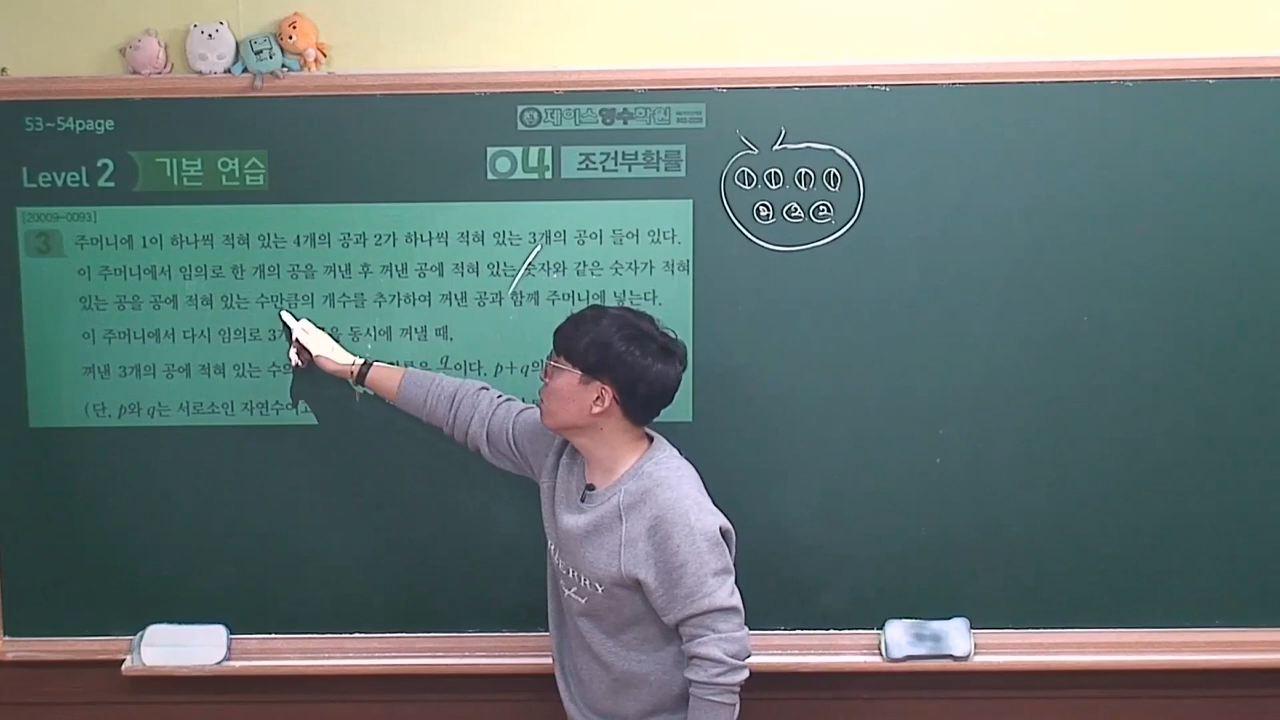 53~54page
제이스영수학원
Level 2 기본 연습
04 조건부확률
[20009-0093]
3 주머니에 1이 하나씩 적혀 있는 4개의 공과 2가 하나씩 적혀 있는 3개의 공이 들어 있다.
이 주머니에서 임의로 한 개의 공을 꺼낸 후 꺼낸 공에 적혀 있는 숫자와 같은 숫자가 적혀
있는 공을 공에 적혀 있는 수만큼의 개수를 추가하여 꺼낸 공과 함께 주머니에 넣는다.
이 주머니에서 다시 임의로 3 동시에 꺼낼 때,
꺼낸 3개의 공에 적혀 있는 수의 q 이다. p+q의
(단, p와 q는 서로소인 자연수
① ① ① ①
② ② ②